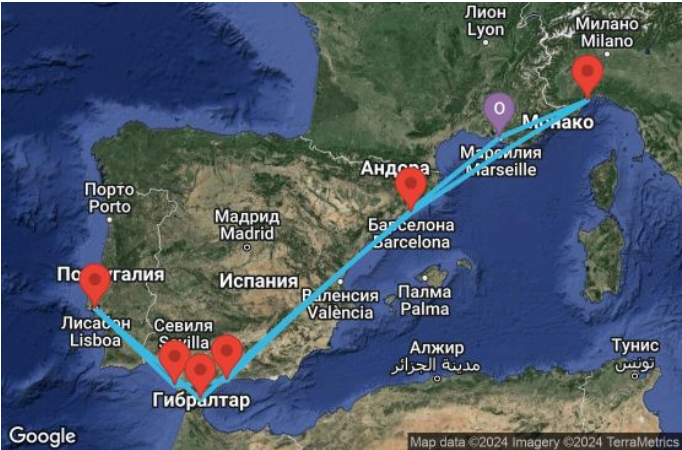 Лион
Lyon
Милано
Milano
O
Монако
Марсилия
Marseille
Андора
Порто
Porto
Мадрид
Madrid
Барселона
Barcelona
Португалия
Испания
Валенсия
València
Палма
Palma
Лисабон
Lisboa
Севиля
Sevilla
Алжир
مدينة الجزائر
Тунис
تونس
Гибралтар
Google
Map data ©2024 Imagery ©2024 TerraMetrics